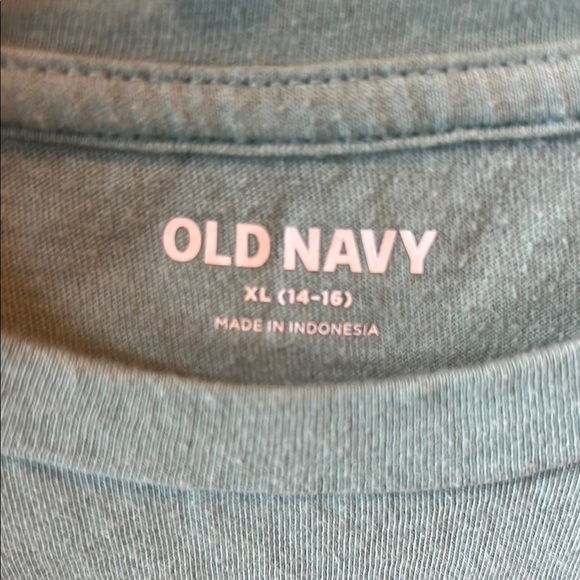 OLD NAVY
XL (14-16)
MADE IN INDONESIA